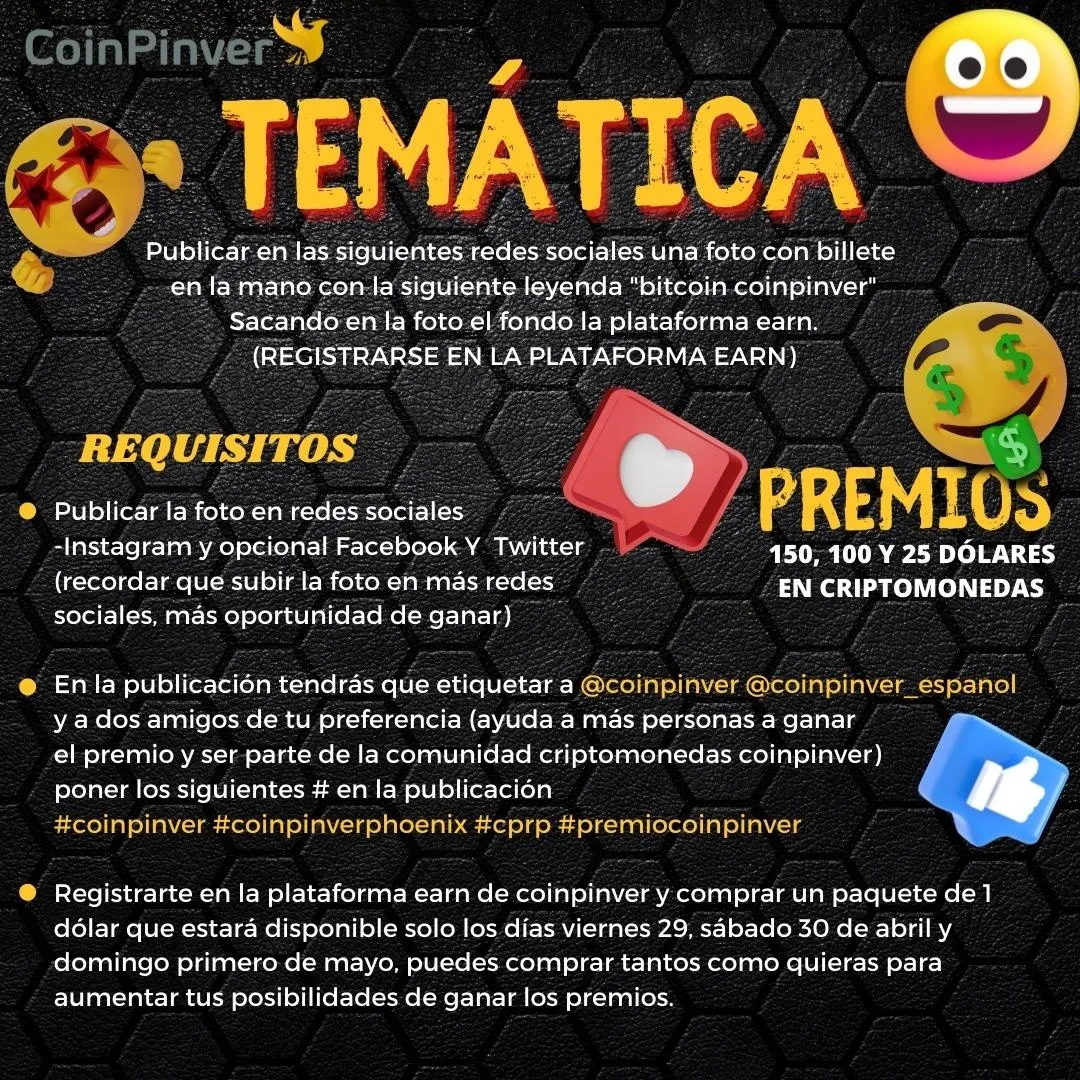 CoinPinver
TEMÁTICA
Publicar en las siguientes redes sociales una foto con billete
en la mano con la siguiente leyenda "bitcoin coinpinver"
Sacando en la foto el fondo la plataforma earn.
(REGISTRARSE EN LA PLATAFORMA EARN)
REQUISITOS
Publicar la foto en redes sociales
-Instagram y opcional Facebook Y Twitter
(recordar que subir la foto en más redes
sociales, más oportunidad de ganar)
PREMIOS
150, 100 Y 25 DÓLARES
EN CRIPTOMONEDAS
En la publicación tendrás que etiquetar a @coinpinver @coinpinver_espanol
y a dos amigos de tu preferencia (ayuda a más personas a ganar
el premio y ser parte de la comunidad criptomonedas coinpinver)
poner los siguientes # en la publicación
#coinpinver #coinpinverphoenix #cprp #premiocoinpinver
Registrarte en la plataforma earn de coinpinver y comprar un paquete de 1
dólar que estará disponible solo los días viernes 29, sábado 30 de abril y
domingo primero de mayo, puedes comprar tantos como quieras para
aumentar tus posibilidades de ganar los premios.